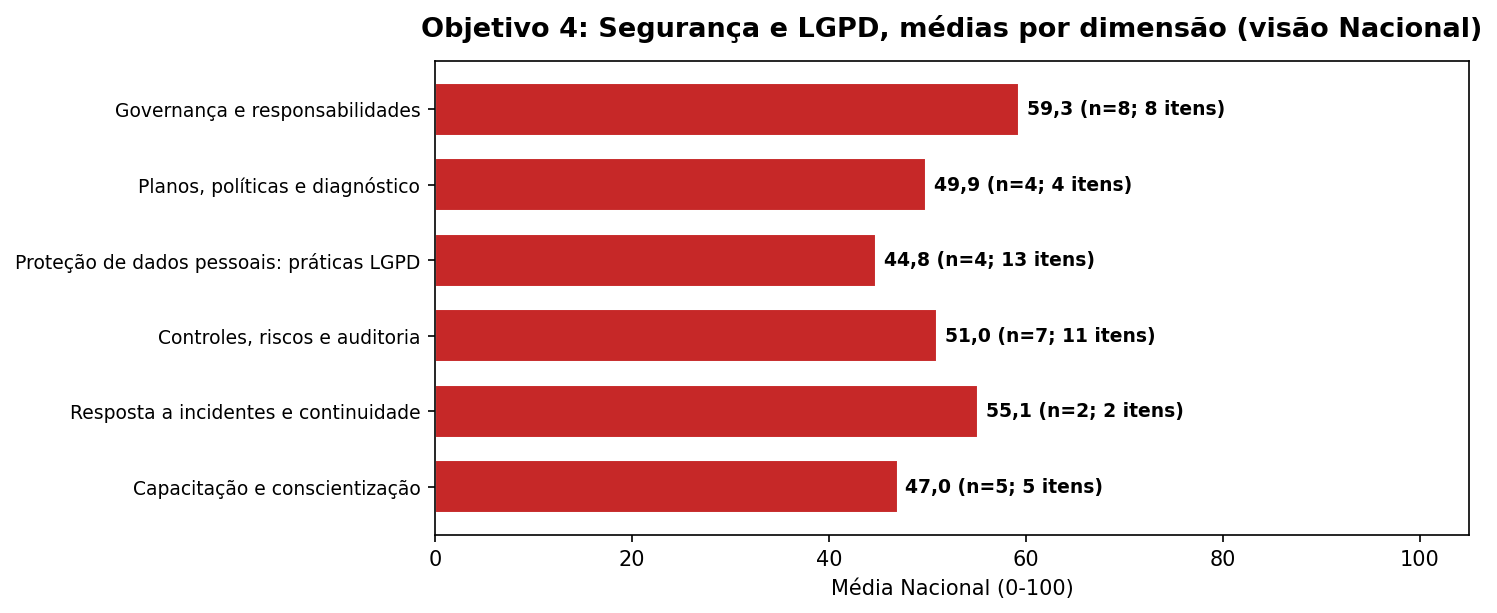 Objetivo 4: Segurança e LGPD, médias por dimensão (visão Nacional)
Governança e responsabilidades 59,3 (n=8; 8 itens)
Planos, políticas e diagnóstico 49,9 (n=4; 4 itens)
Proteção de dados pessoais: práticas LGPD 44,8 (n=4; 13 itens)
Controles, riscos e auditoria 51,0 (n=7; 11 itens)
Resposta a incidentes e continuidade 55,1 (n=2; 2 itens)
Capacitação e conscientização 47,0 (n=5; 5 itens)
0 20 40 60 80 100
Média Nacional (0-100)